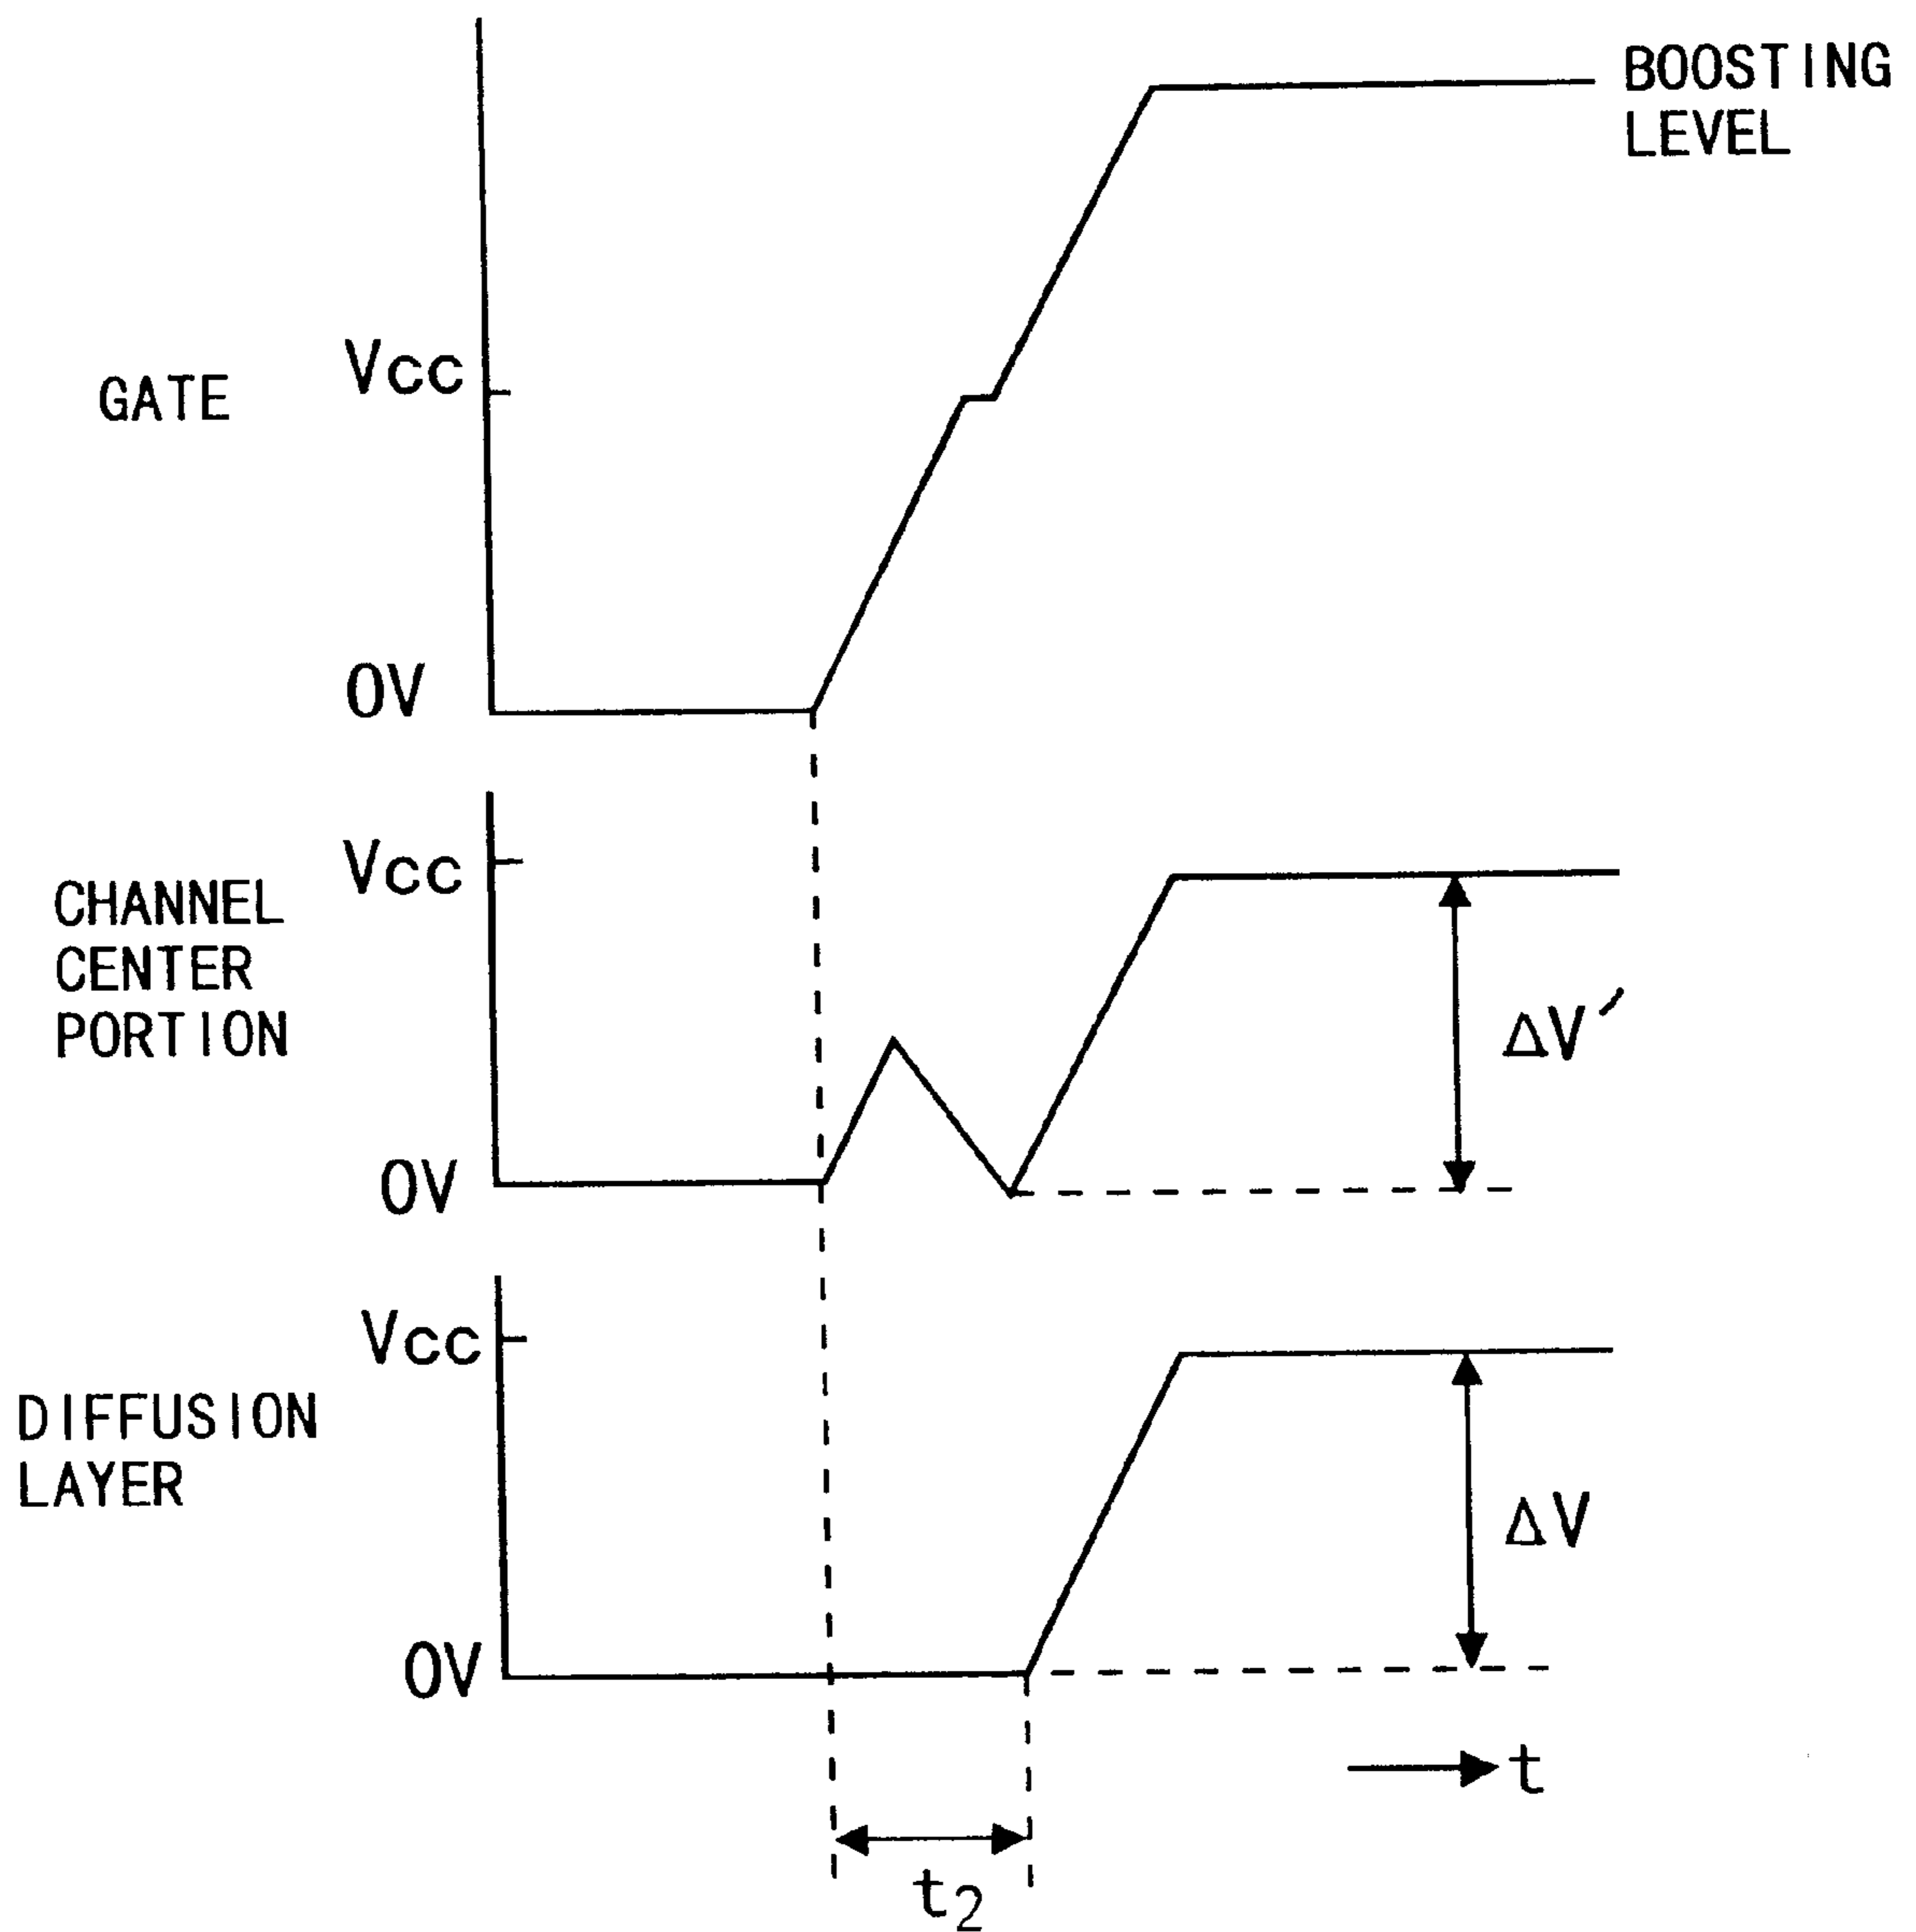 BOOSTING
LEVEL
Vcc
GATE
0V
Vcc
CHANNEL
CENTER
PORTION
ΔV′
0V
Vcc
DIFFUSION
LAYER
ΔV
0V
t
t2